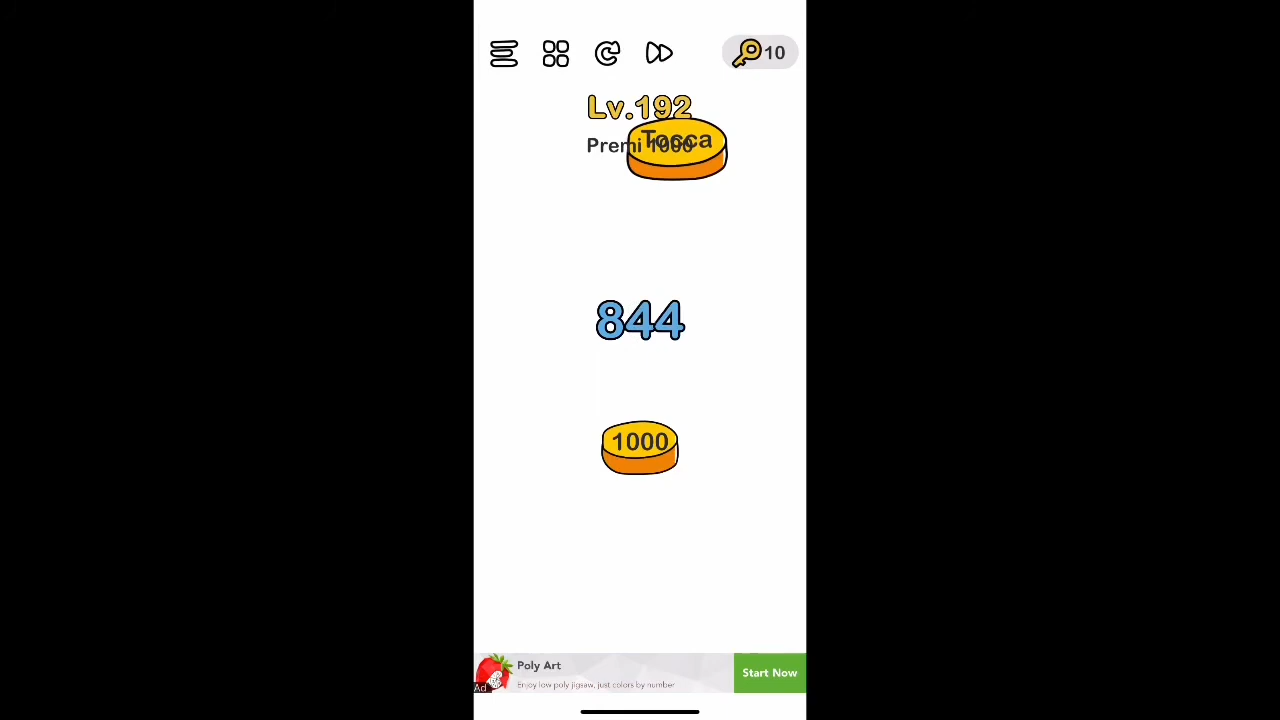 10
Lv.192
Premi 1000
Tocca
844
1000
Poly Art
Enjoy low poly jigsaw, just colors by number
Start Now
Ad